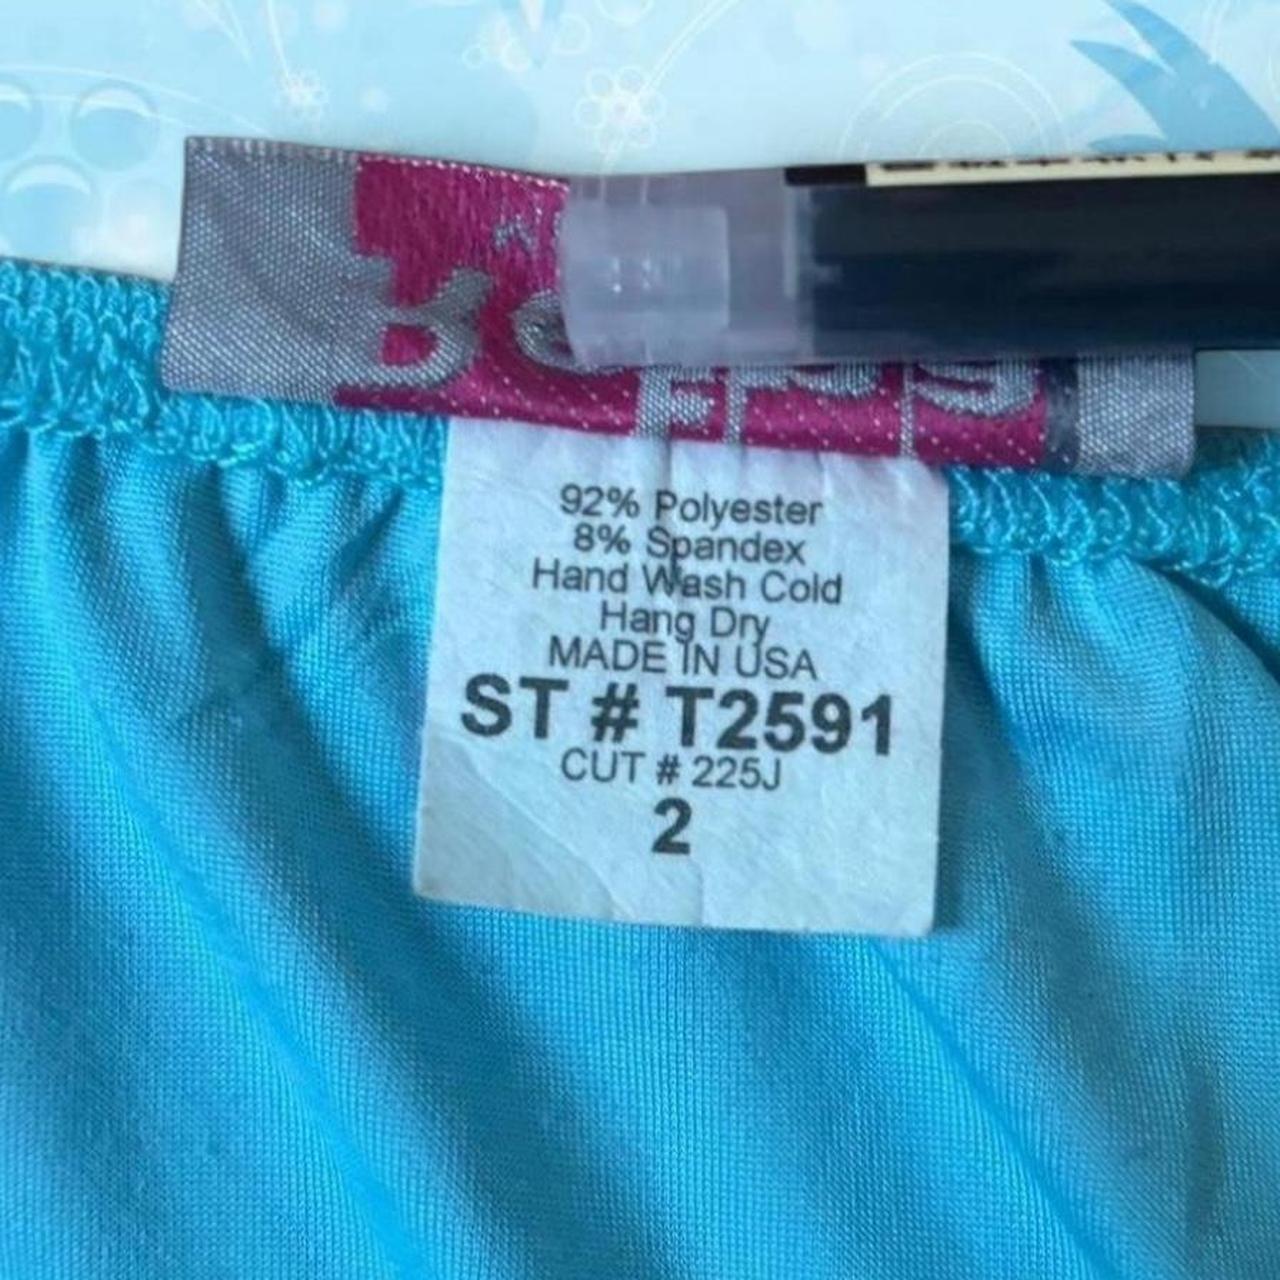 92% Polyester
8% Spandex
Hand Wash Cold
Hang Dry
MADE IN USA
ST # T2591
CUT # 225J
2